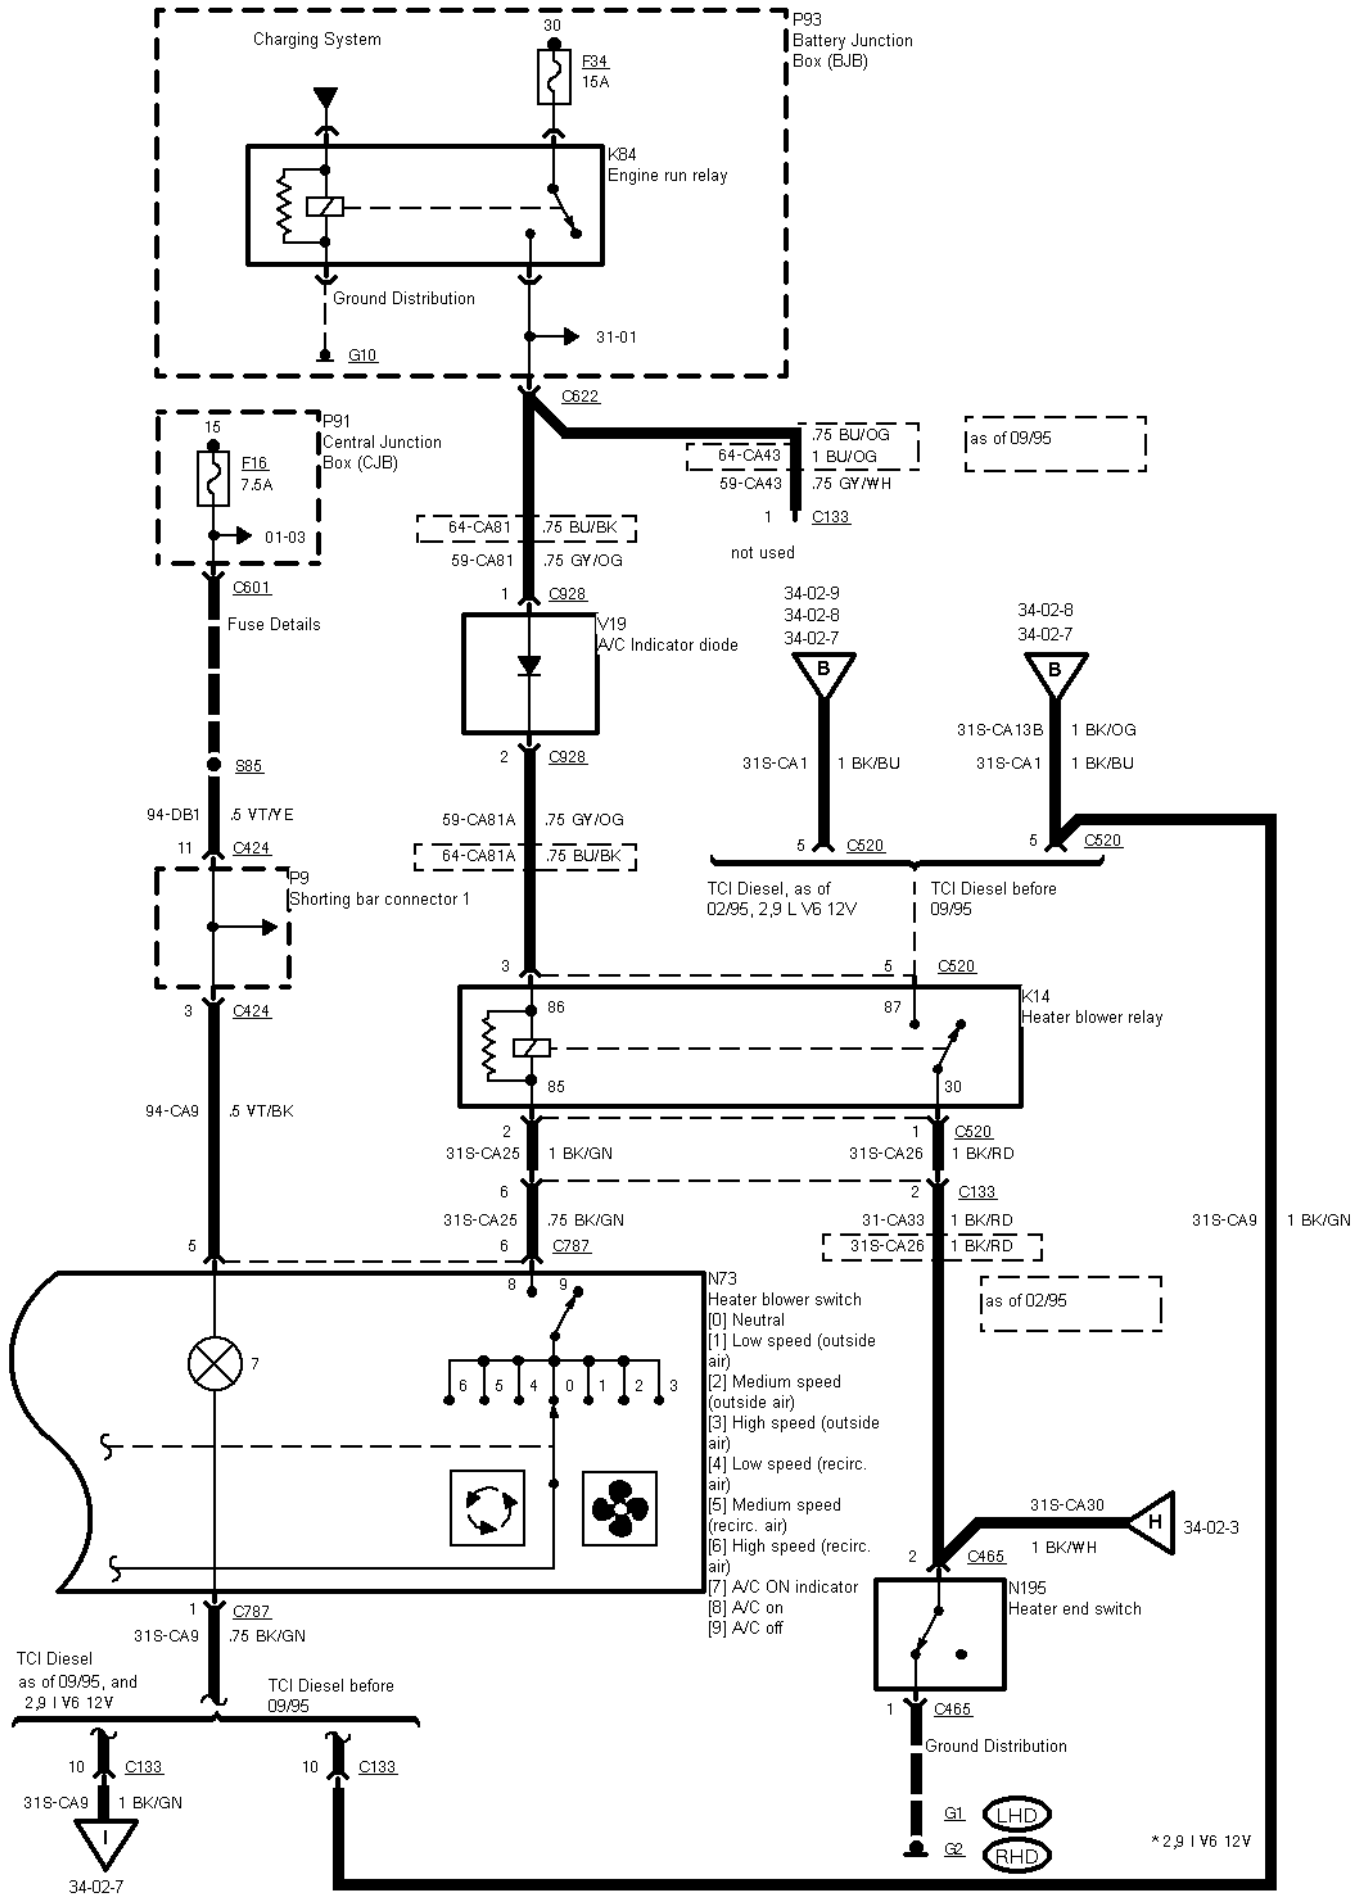 P93
Battery Junction
Box (BJB)
Charging System
30
F34
15A
K84
Engine run relay
Ground Distribution
31-01
G10
C622
P91
Central Junction
Box (CJB)
15
F16
7.5A
01-03
C601
Fuse Details
.75 BU/OG
64-CA43 1 BU/OG
59-CA43 .75 GY/WH
1 C133
not used
as of 09/95
64-CA81 .75 BU/BK
59-CA81 .75 GY/OG
1 C928
V19
A/C Indicator diode
2 C928
34-02-9
34-02-8
34-02-7
B
34-02-8
34-02-7
B
31S-CA13B 1 BK/OG
31S-CA1 1 BK/BU
31S-CA1 1 BK/BU
S85
94-DB1 .5 VT/YE
11 C424
59-CA81A .75 GY/OG
64-CA81A .75 BU/BK
5 C520
5 C520
P9
Shorting bar connector 1
TCI Diesel, as of
02/95, 2,9 L V6 12V
TCI Diesel before
09/95
3
5 C520
3 C424
86
87
K14
Heater blower relay
85
30
94-CA9 .5 VT/BK
2
1 C520
31S-CA25 1 BK/GN
31S-CA26 1 BK/RD
6
2 C133
31S-CA25 .75 BK/GN
31-CA33 1 BK/RD
31S-CA26 1 BK/RD
31S-CA9 1 BK/GN
5
6 C787
as of 02/95
8
9
7
6 5 4 0 1 2 3
N73
Heater blower switch
[0] Neutral
[1] Low speed (outside
air)
[2] Medium speed
(outside air)
[3] High speed (outside
air)
[4] Low speed (recirc.
air)
[5] Medium speed
(recirc. air)
[6] High speed (recirc.
air)
[7] A/C ON indicator
[8] A/C on
[9] A/C off
31S-CA30
1 BK/WH
H
34-02-3
2 C465
N195
Heater end switch
1 C787
31S-CA9 .75 BK/GN
TCI Diesel
as of 09/95, and
2,9 l V6 12V
TCI Diesel before
09/95
1 C465
Ground Distribution
10 C133
10 C133
31S-CA9 1 BK/GN
I
34-02-7
G1 LHD
G2 RHD
* 2,9 l V6 12V